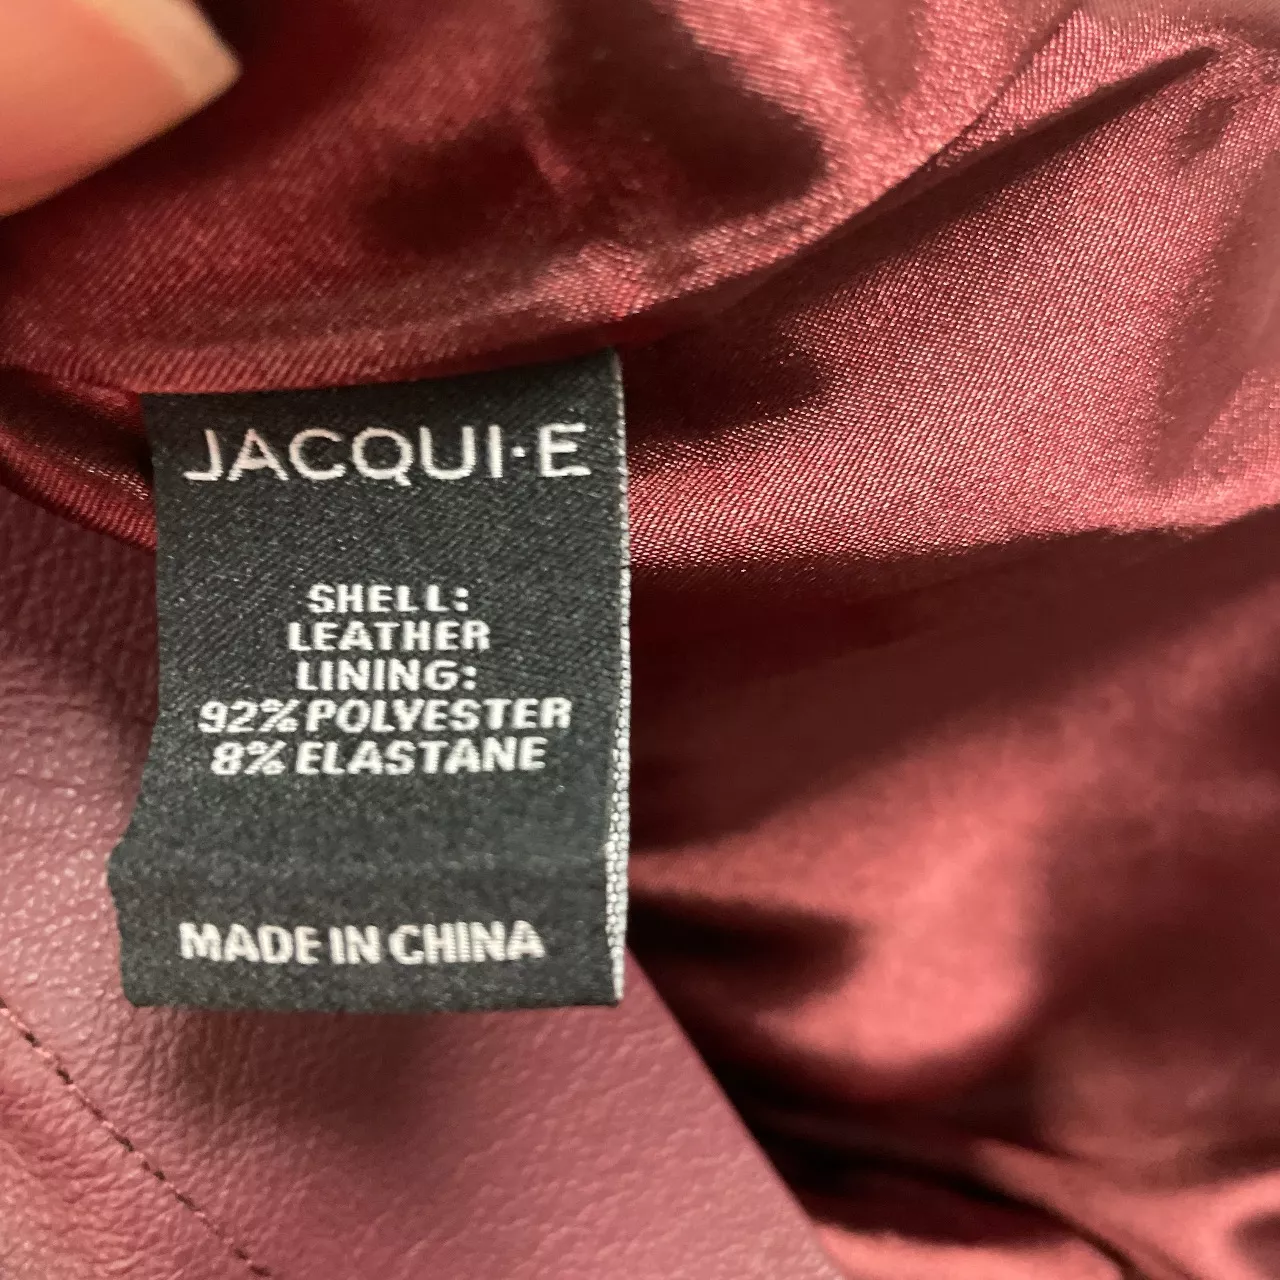 JACQUI·E
SHELL:
LEATHER
LINING:
92% POLYESTER
8% ELASTANE
MADE IN CHINA